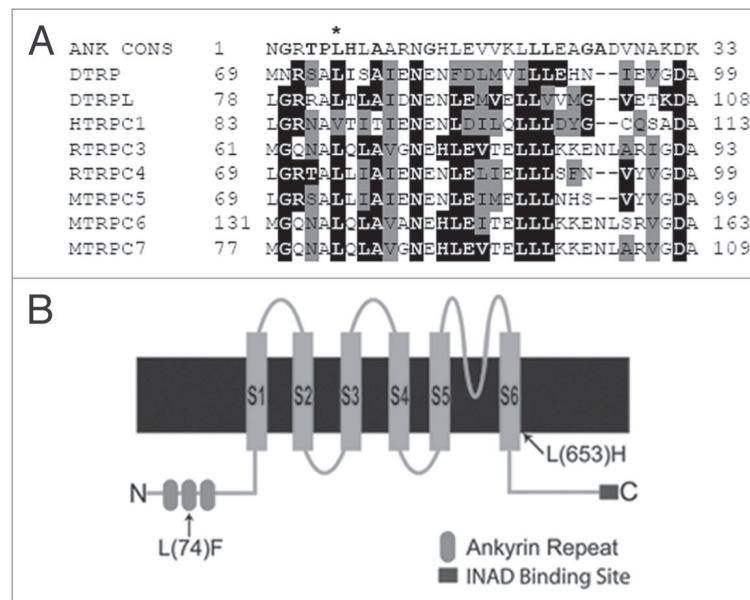 A
*
ANK CONS 1 NGRTPLHLAARNGHLEVVKLLLEAGADVNAKDK 33
DTRP 69 MNRSALISAIENENFDLMVILLEHN--IEVGDA 99
DTRPL 78 LGRRALTLAIDNENLEMVELLVVMG--VETKDA 108
HTRPC1 83 LGRNAVTITIENENLDILQLLLDYG--CQSADA 113
RTRPC3 61 MGQNALQLAVGNEHLEVTELLLKKENLARIGDA 93
RTRPC4 69 LGRTALLIAIENENLELIELLLSFN--VYVGDA 99
MTRPC5 69 LGRSALLIAIENENLEIMELLLNHS--VYVGDA 99
MTRPC6 131 MGQNALQLAVANEHLEITELLLKKENLSRVGDA 163
MTRPC7 77 MGQNALQLAVGNEHLEVTELLLKKENLARVGDA 109
B
S1 S2 S3 S4 S5 S6
L(653)H
N
C
L(74)F
Ankyrin Repeat
INAD Binding Site